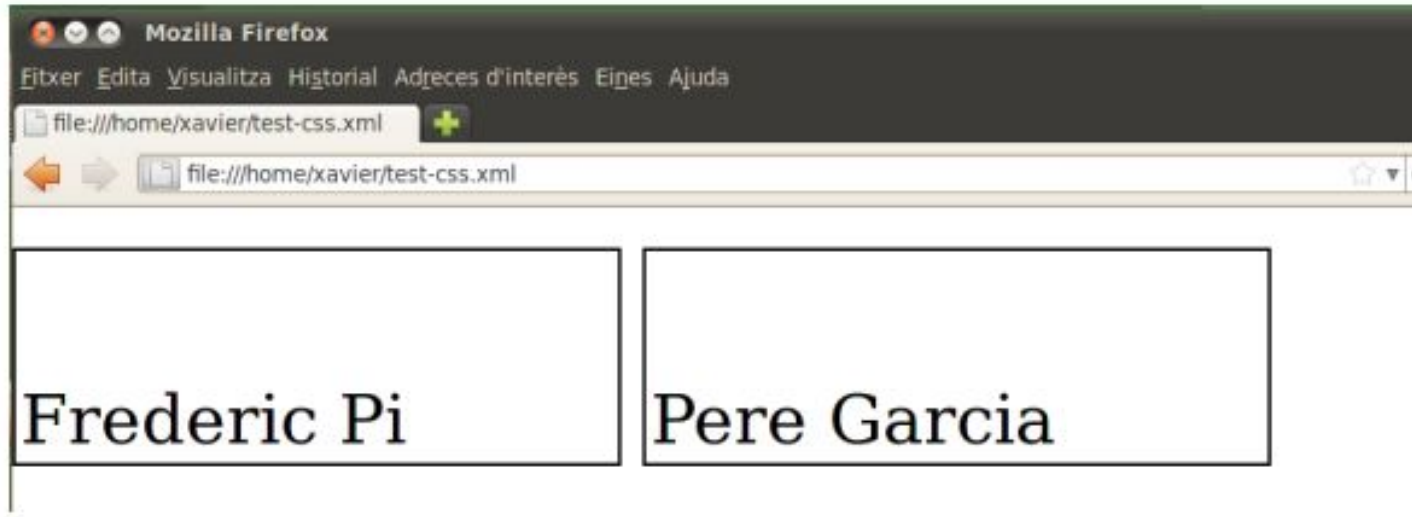 Mozilla Firefox
Fitxer Edita Visualitza Historial Adreces d'interès Eines Ajuda
file:///home/xavier/test-css.xml
file:///home/xavier/test-css.xml
Frederic Pi Pere Garcia